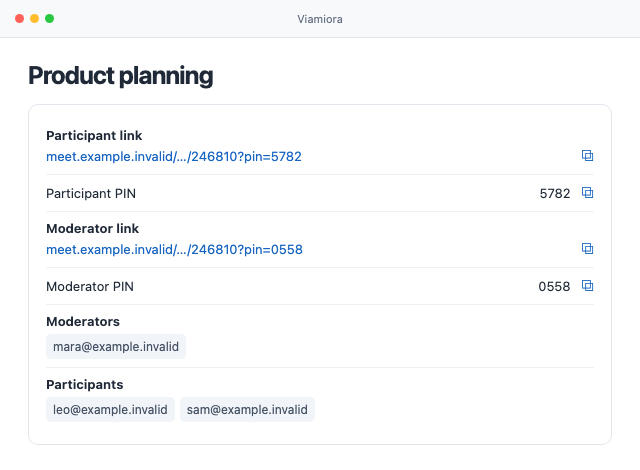 Viamiora
Product planning
Participant link
meet.example.invalid/.../246810?pin=5782
Participant PIN 5782
Moderator link
meet.example.invalid/.../246810?pin=0558
Moderator PIN 0558
Moderators
mara@example.invalid
Participants
leo@example.invalid sam@example.invalid